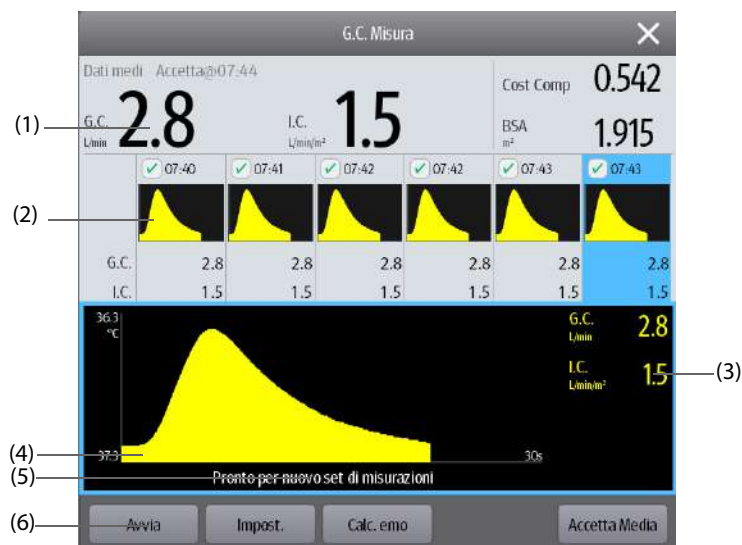 G.C. Misura
Dati medi Accetta@07:44
Cost Comp 0.542
(1) G.C. L/min 2.8 I.C. L/min/m² 1.5
BSA m² 1.915
07:40 07:41 07:42 07:42 07:43 07:43
(2)
G.C. 2.8 2.8 2.8 2.8 2.8 2.8
I.C. 1.5 1.5 1.5 1.5 1.5 1.5
36.3 °C
G.C. L/min 2.8
I.C. L/min/m² 1.5 (3)
(4) 37.3 30s
(5) Pronto per nuovo set di misurazioni
(6) Avvia Impost. Calc. emo Accetta Media